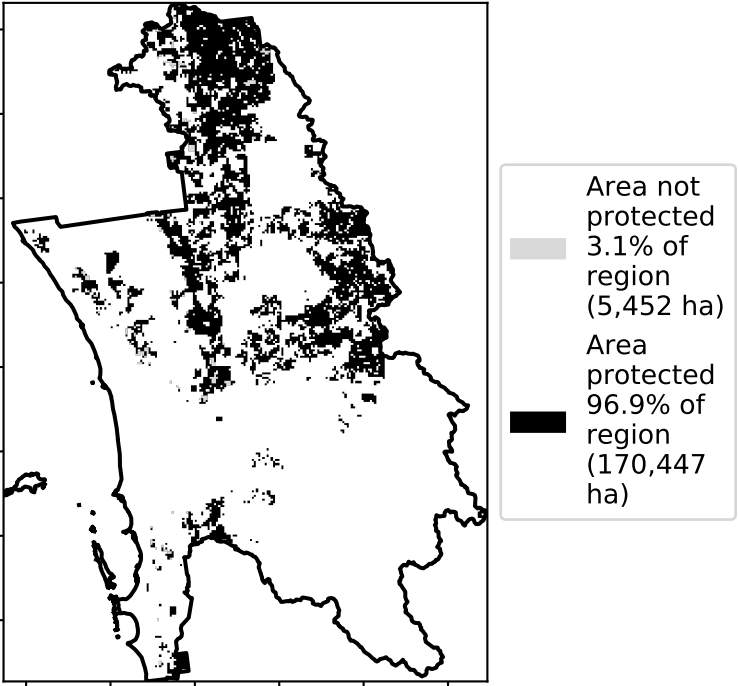 Area not
protected
3.1% of
region
(5,452 ha)
Area
protected
96.9% of
region
(170,447
ha)